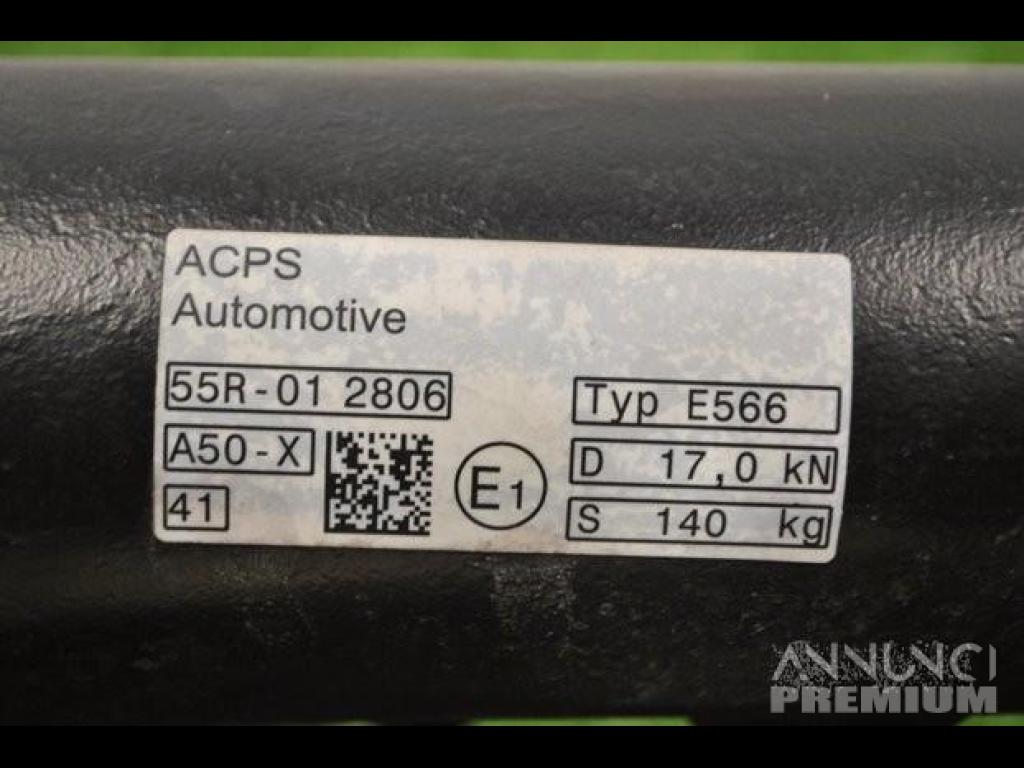 ACPS
Automotive
55R-01 2806
Typ E566
A50-X
E1
D 17,0 kN
41
S 140 kg
ANNUNCI
PREMIUM